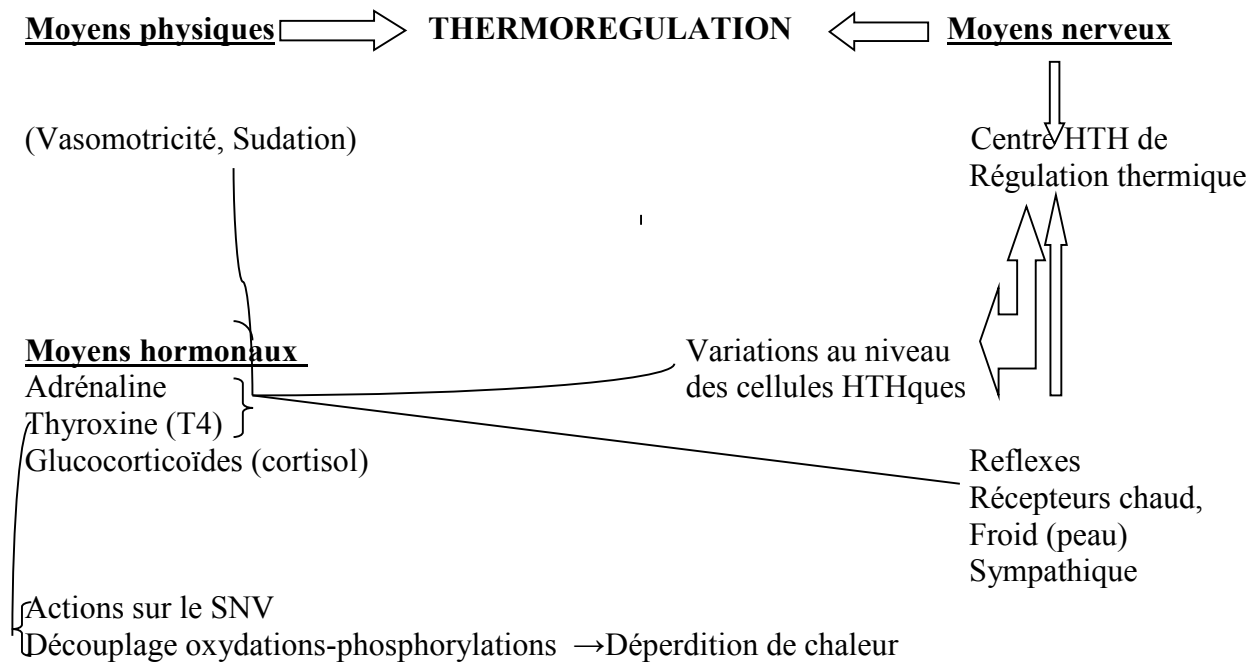 Moyens physiques THERMOREGULATION Moyens nerveux
(Vasomotricité, Sudation)
Centre HTH de
Régulation thermique
Moyens hormonaux
Adrénaline
Thyroxine (T4)
Glucocorticoïdes (cortisol)
Variations au niveau
des cellules HTHques
Reflexes
Récepteurs chaud,
Froid (peau)
Sympathique
Actions sur le SNV
Découplage oxydations-phosphorylations →Déperdition de chaleur